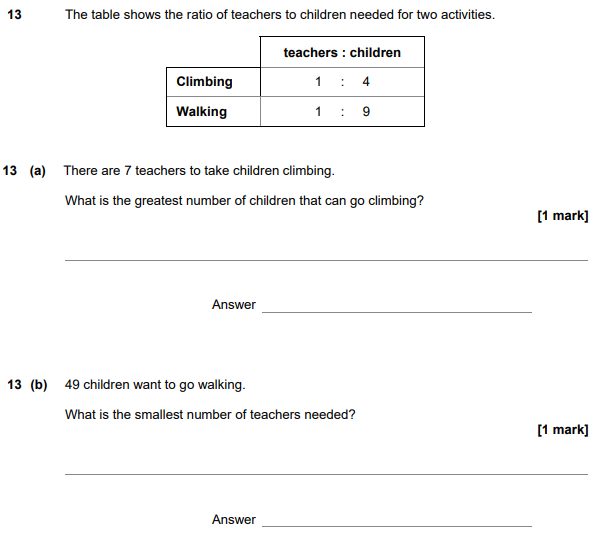 13 The table shows the ratio of teachers to children needed for two activities.
teachers : children
Climbing 1 : 4
Walking 1 : 9
13 (a) There are 7 teachers to take children climbing.
What is the greatest number of children that can go climbing?
[1 mark]
Answer
13 (b) 49 children want to go walking.
What is the smallest number of teachers needed?
[1 mark]
Answer